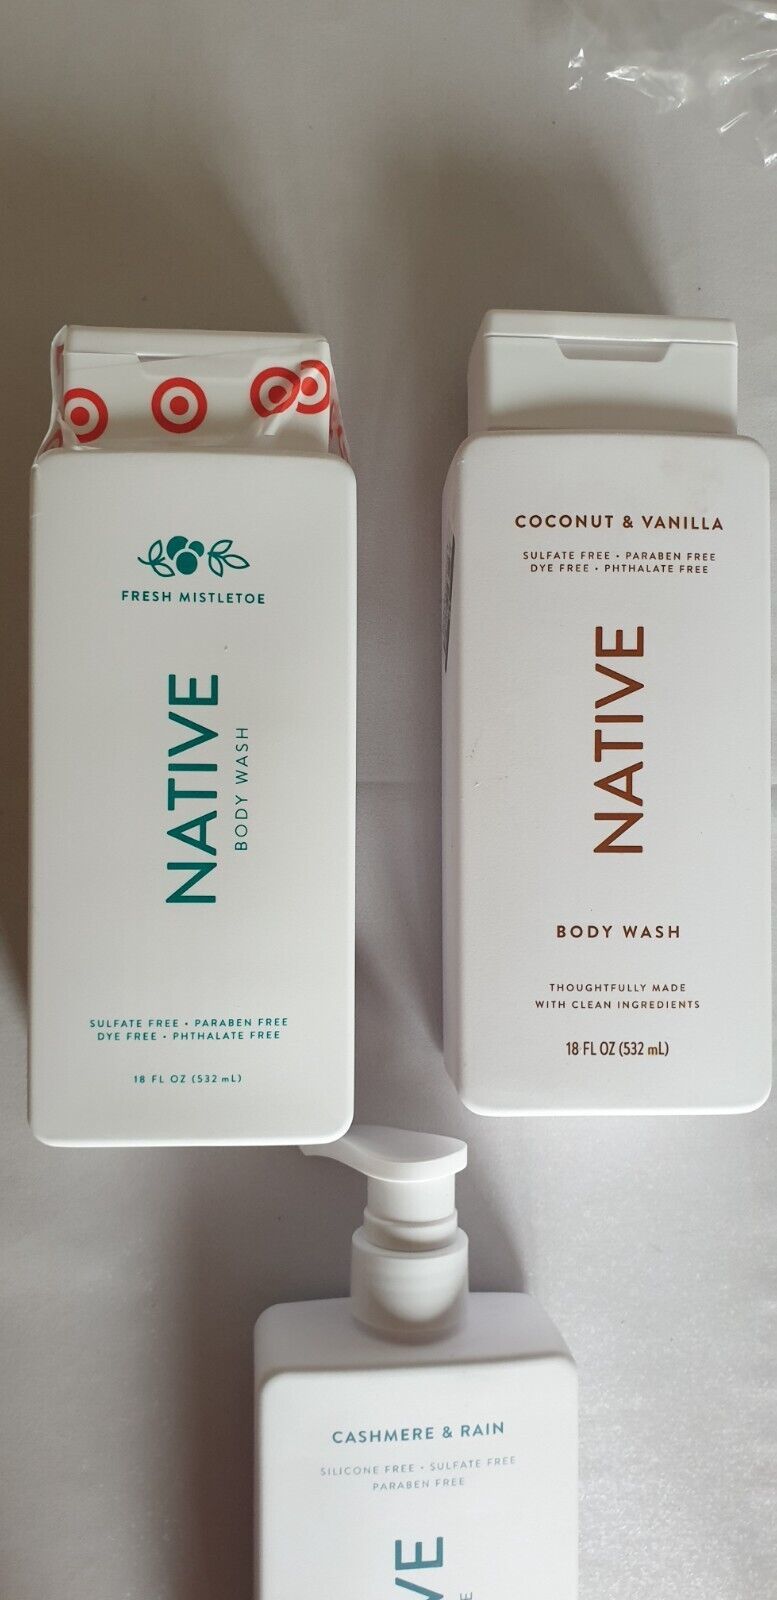 FRESH MISTLETOE
NATIVE
BODY WASH
SULFATE FREE • PARABEN FREE
DYE FREE • PHTHALATE FREE
18 FL OZ (532 mL)
COCONUT & VANILLA
SULFATE FREE • PARABEN FREE
DYE FREE • PHTHALATE FREE
NATIVE
BODY WASH
THOUGHTFULLY MADE
WITH CLEAN INGREDIENTS
18 FL OZ (532 mL)
CASHMERE & RAIN
SILICONE FREE • SULFATE FREE
PARABEN FREE
VE